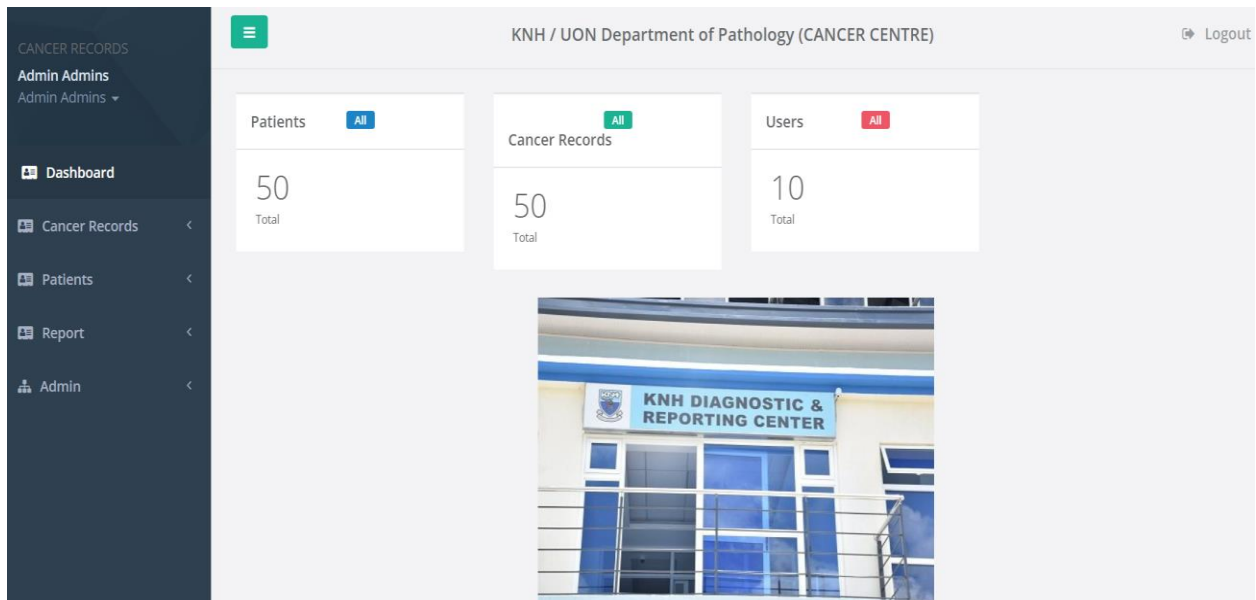 CANCER RECORDS
Admin Admins
Admin Admins
Dashboard
Cancer Records
Patients
Report
Admin
KNH / UON Department of Pathology (CANCER CENTRE)
Logout
Patients All
50
Total
All
Cancer Records
50
Total
Users All
10
Total
KNH DIAGNOSTIC &
REPORTING CENTER